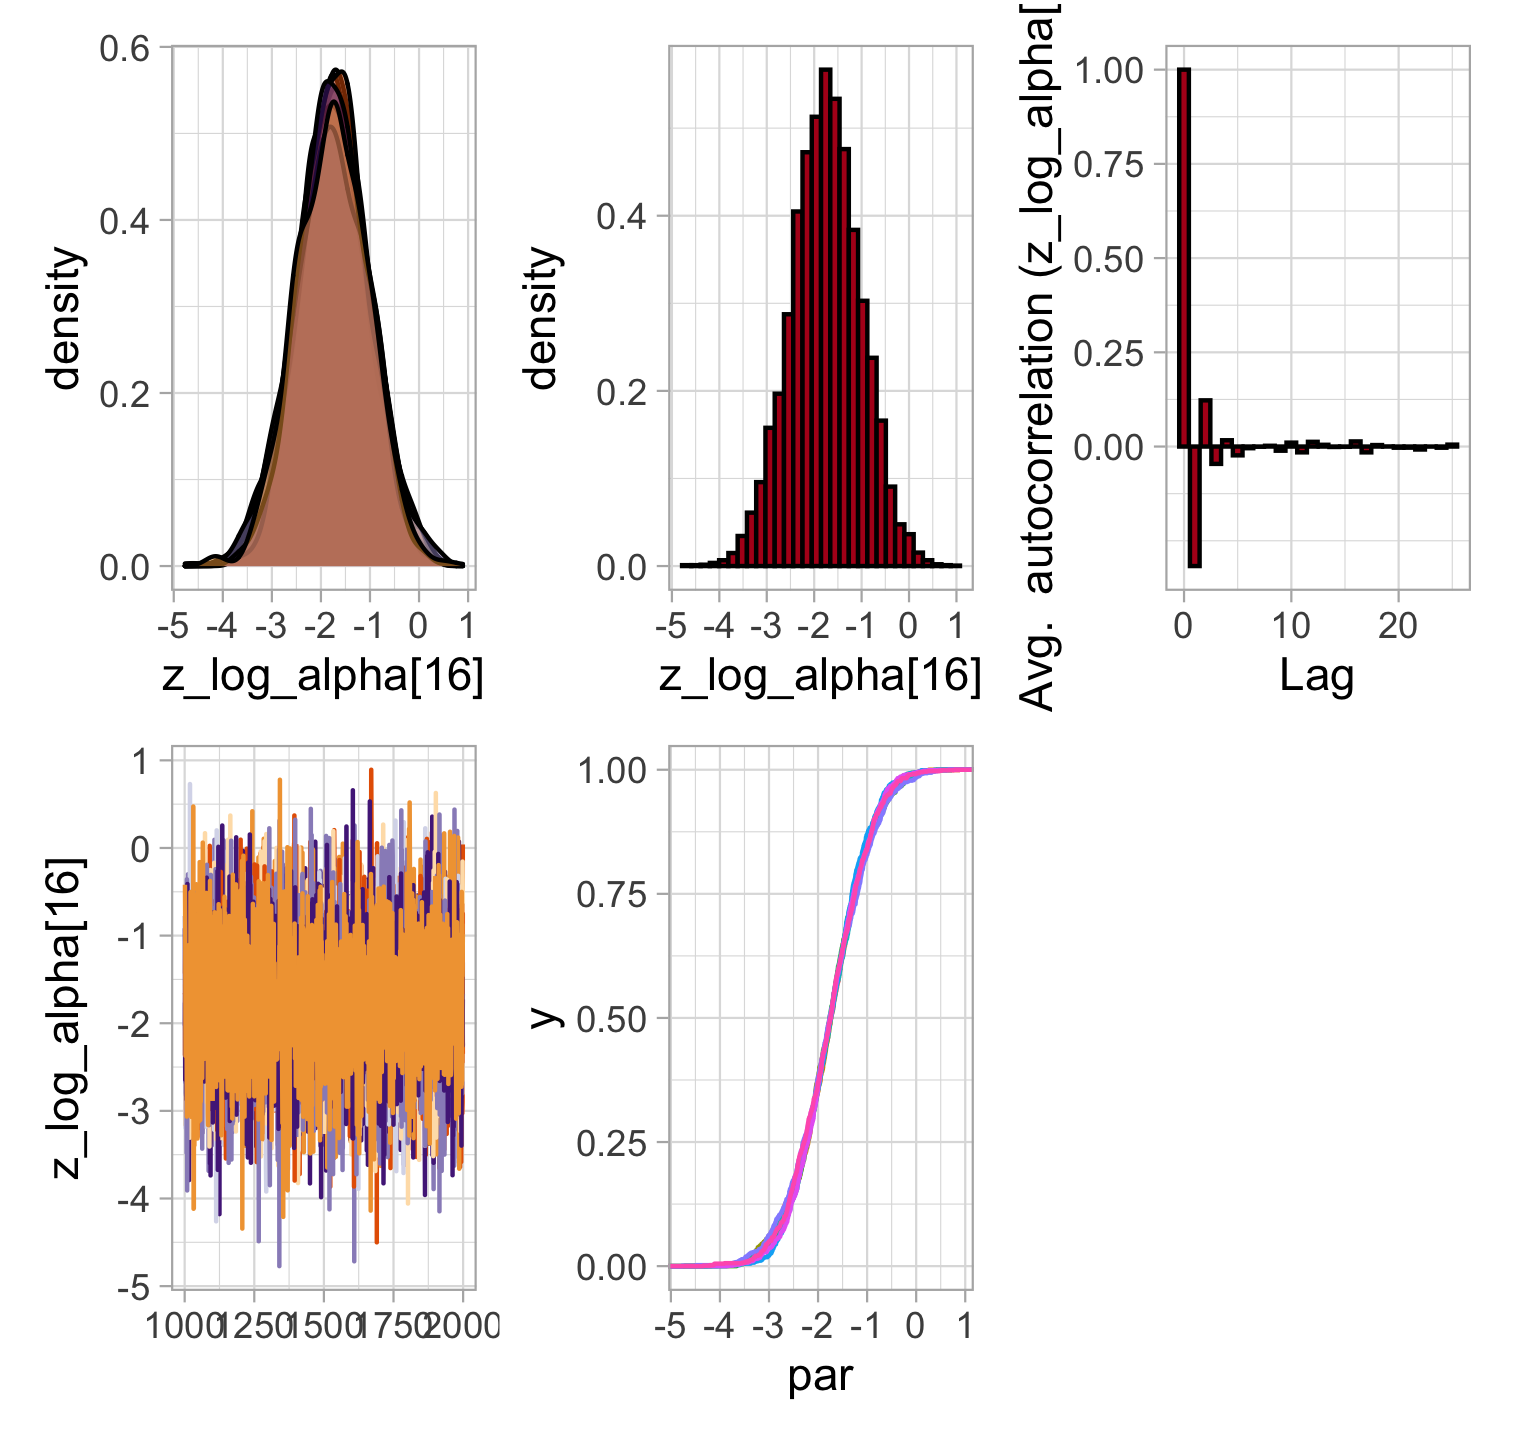 0.6
0.4
0.2
0.0
density
-5 -4 -3 -2 -1 0 1
z_log_alpha[16]
0.4
0.2
0.0
density
-5 -4 -3 -2 -1 0 1
z_log_alpha[16]
1.00
0.75
0.50
0.25
0.00
Avg. autocorrelation (z_log_alpha[
0 10 20
Lag
1
0
-1
-2
-3
-4
-5
z_log_alpha[16]
1000 1250 1500 1750 2000
1.00
0.75
0.50
0.25
0.00
y
-5 -4 -3 -2 -1 0 1
par